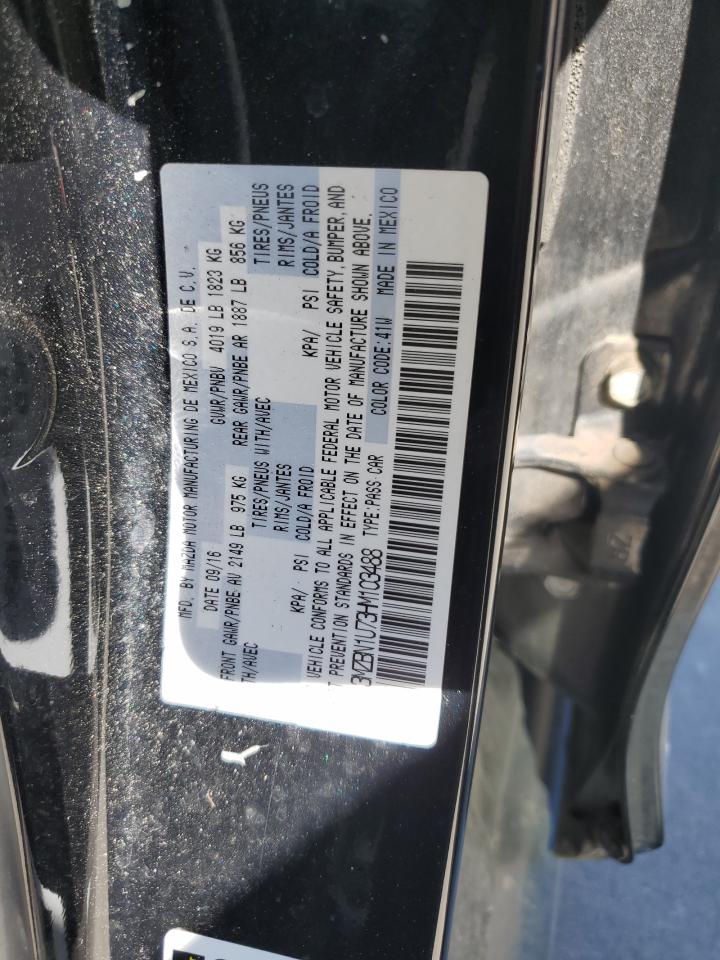 MFD. BY MAZDA MOTOR MANUFACTURING DE MEXICO S.A. DE C.V.
DATE 09/16 GVWR/PNBV 4019 LB 1823 KG
FRONT GAWR/PNBE AV 2149 LB 975 KG REAR GAWR/PNBE AR 1887 LB 856 KG
TH/AVEC TIRES/PNEUS WITH/AVEC TIRES/PNEUS
RIMS/JANTES RIMS/JANTES
KPA/ PSI COLD/A FROID KPA/ PSI COLD/A FROID
VEHICLE CONFORMS TO ALL APPLICABLE FEDERAL MOTOR VEHICLE SAFETY, BUMPER, AND
T PREVENTION STANDARDS IN EFFECT ON THE DATE OF MANUFACTURE SHOWN ABOVE.
3MZBN1U73HM103488 TYPE:PASS CAR COLOR CODE:41W MADE IN MEXICO